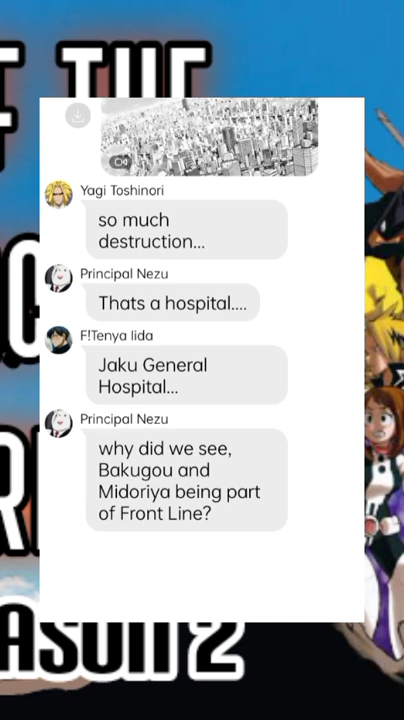 THE
Yagi Toshinori
so much
destruction...
Principal Nezu
Thats a hospital....
F!Tenya Iida
Jaku General
Hospital...
Principal Nezu
why did we see,
Bakugou and
Midoriya being part
of Front Line?
2